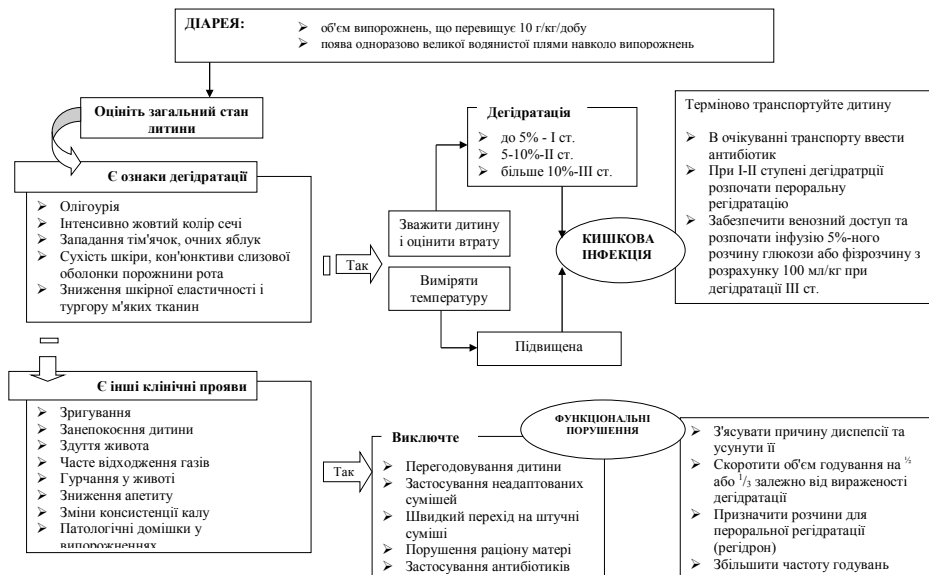 ДІАРЕЯ:
➢ об'єм випорожнень, що перевищує 10 г/кг/добу
➢ поява одноразово великої водянистої плями навколо випорожнень
Оцініть загальний стан
дитини
Є ознаки дегідратації
➢ Олігоурія
➢ Інтенсивно жовтий колір сечі
➢ Западання тім'ячок, очних яблук
➢ Сухість шкіри, кон'юнктиви слизової
оболонки порожнини рота
➢ Зниження шкірної еластичності і
тургору м'яких тканин
Так
Зважити дитину
і оцінити втрату
Виміряти
температуру
Дегідратація
➢ до 5% - І ст.
➢ 5-10%-ІІ ст.
➢ більше 10%-ІІІ ст.
Підвищена
КИШКОВА
ІНФЕКЦІЯ
Терміново транспортуйте дитину
➢ В очікуванні транспорту ввести
антибіотик
➢ При І-ІІ ступені дегідратрції
розпочати пероральну
регідратацію
➢ Забезпечити венозний доступ та
розпочати інфузію 5%-ного
розчину глюкози або фізрозчину з
розрахунку 100 мл/кг при
дегідратації ІІІ ст.
Є інші клінічні прояви
➢ Зригування
➢ Занепокоєння дитини
➢ Здуття живота
➢ Часте відходження газів
➢ Гурчання у животі
➢ Зниження апетиту
➢ Зміни консистенції калу
➢ Патологічні домішки у
випорожненнях
Так
Виключте
➢ Перегодовування дитини
➢ Застосування неадаптованих
сумішей
➢ Швидкий перехід на штучні
суміші
➢ Порушення раціону матері
➢ Застосування антибіотиків
ФУНКЦІОНАЛЬНІ
ПОРУШЕННЯ
➢ З'ясувати причину диспепсії та
усунути її
➢ Скоротити об'єм годування на ½
або 1/3 залежно від вираженості
дегідратації
➢ Призначити розчини для
пероральної регідратації
(регідрон)
➢ Збільшити частоту годувань